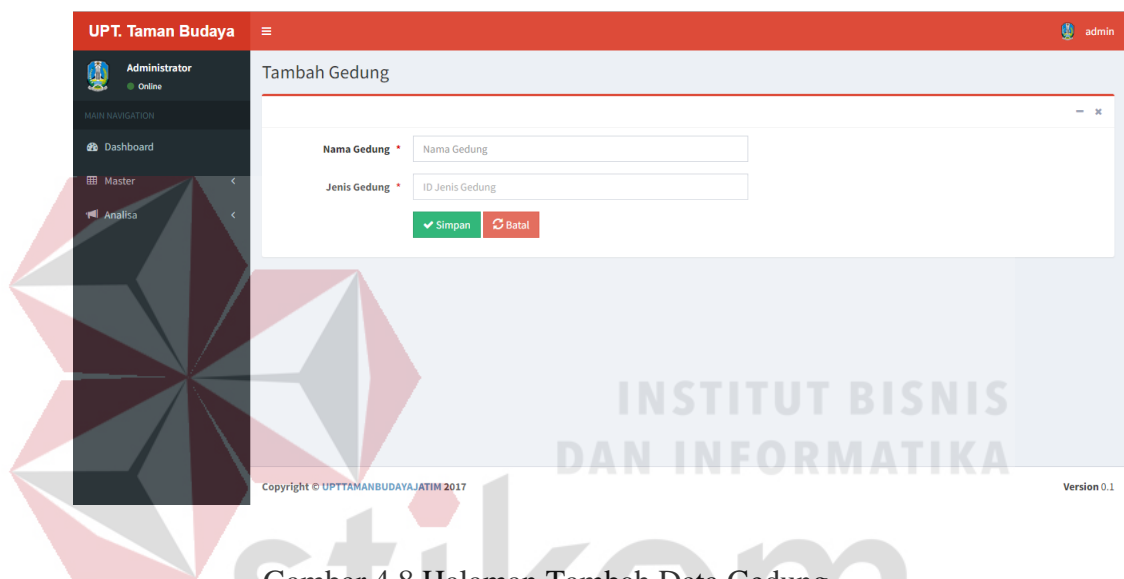 UPT. Taman Budaya
admin
Administrator
Online
MAIN NAVIGATION
Dashboard
Master
Analisa
Tambah Gedung
Nama Gedung *
Nama Gedung
Jenis Gedung *
ID Jenis Gedung
Simpan
Batal
INSTITUT BISNIS
DAN INFORMATIKA
Copyright © UPTTAMANBUDAYAJATIM 2017
Version 0.1
stikom
Gambar 4.8 Halaman Tambah Data Gedung